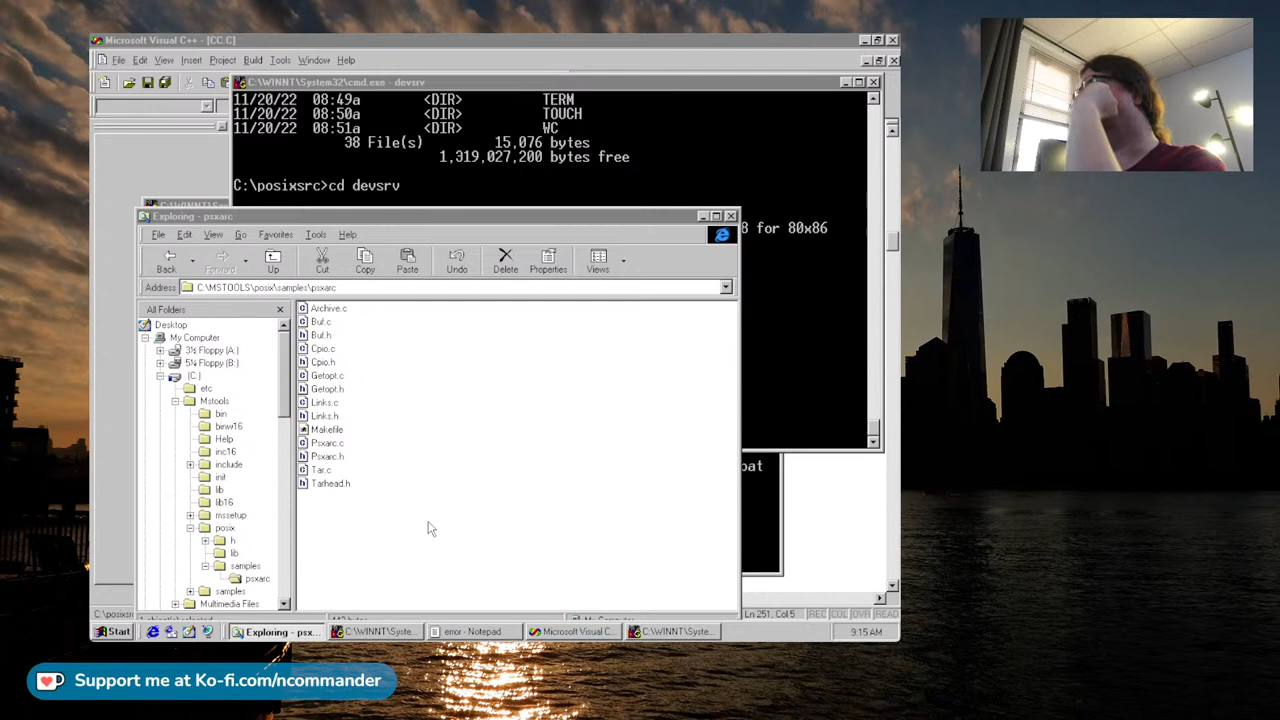 Microsoft Visual C++ - [CC.C]
File Edit View Insert Project Build Tools Window Help
C:\WINNT\System32\cmd.exe - devsrv
11/20/22 08:49a <DIR> TERM
11/20/22 08:50a <DIR> TOUCH
11/20/22 08:51a <DIR> WC
38 File(s) 15,076 bytes
1,319,027,200 bytes free
C:\posixsrc>cd devsrv
8 for 80x86
Exploring - psxarc
File Edit View Go Favorites Tools Help
Back Forward Up Cut Copy Paste Undo Delete Properties Views
Address C:\MSTOOLS\posix\samples\psxarc
All Folders
Desktop
My Computer
3½ Floppy (A:)
5¼ Floppy (B:)
(C:)
etc
Mstools
bin
binw16
Help
inc16
include
init
lib
lib16
mssetup
posix
h
lib
samples
psxarc
samples
Multimedia Files
Archive.c
Buf.c
Buf.h
Cpio.c
Cpio.h
Getopt.c
Getopt.h
Links.c
Links.h
Makefile
Psxarc.c
Psxarc.h
Tar.c
Tarhead.h
bat
C:\posixs
Ln 251, Col 5 REC COL OVR READ
Start Exploring - psx... C:\WINNT\Syste... error - Notepad Microsoft Visual C... C:\WINNT\Syste... 9:15 AM
Support me at Ko-fi.com/ncommander